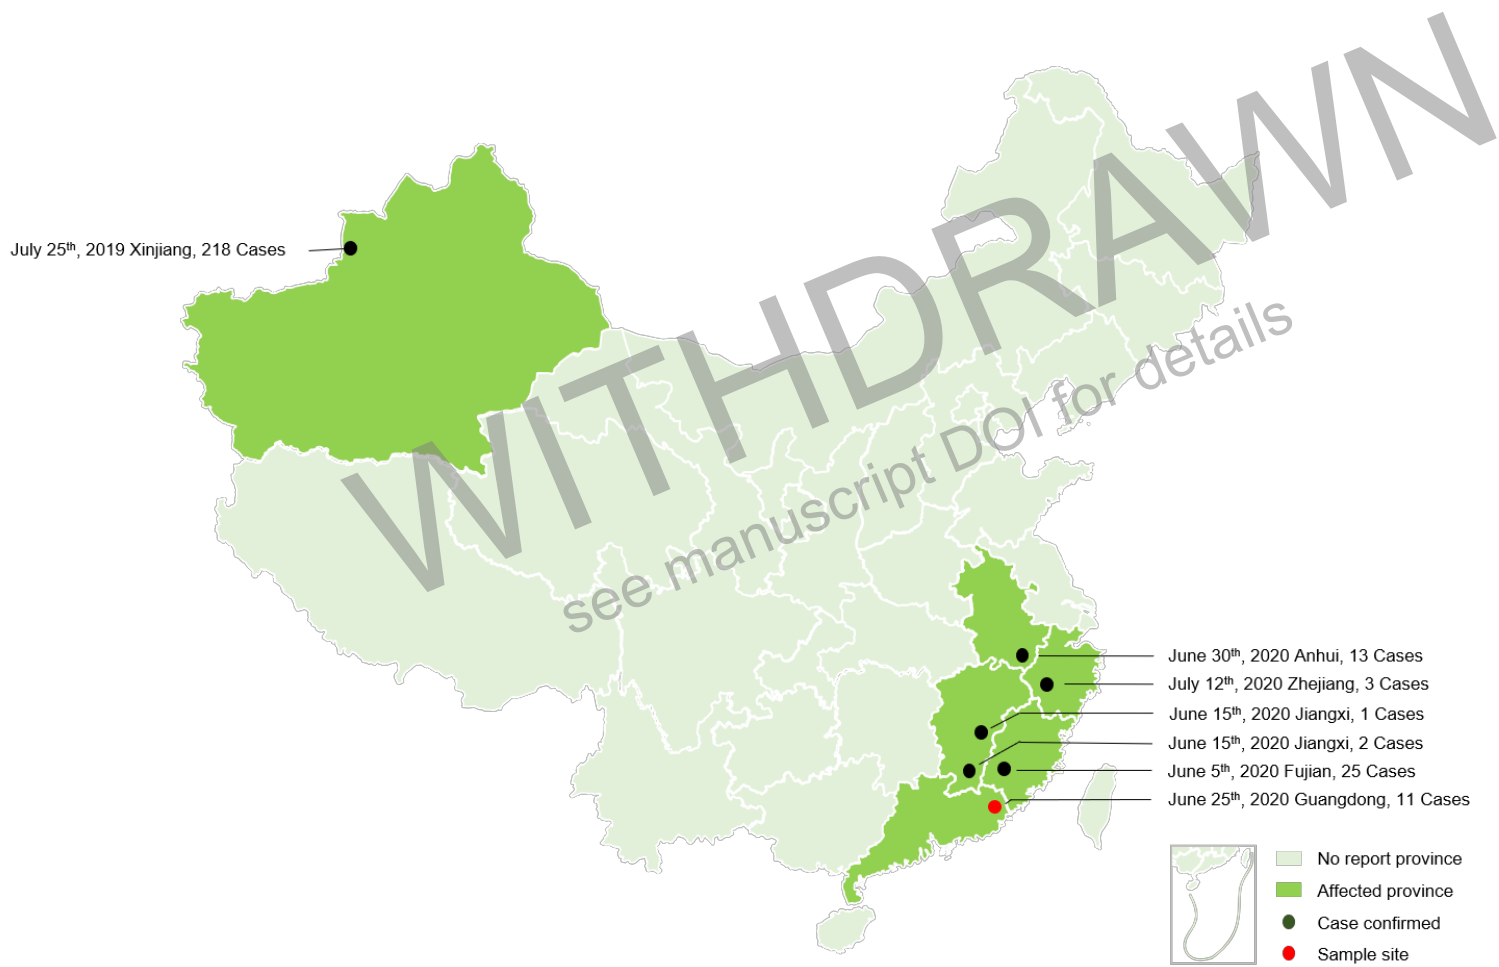 WITHDRAWN
see manuscript DOI for details
July 25th, 2019 Xinjiang, 218 Cases
June 30th, 2020 Anhui, 13 Cases
July 12th, 2020 Zhejiang, 3 Cases
June 15th, 2020 Jiangxi, 1 Cases
June 15th, 2020 Jiangxi, 2 Cases
June 5th, 2020 Fujian, 25 Cases
June 25th, 2020 Guangdong, 11 Cases
No report province
Affected province
Case confirmed
Sample site